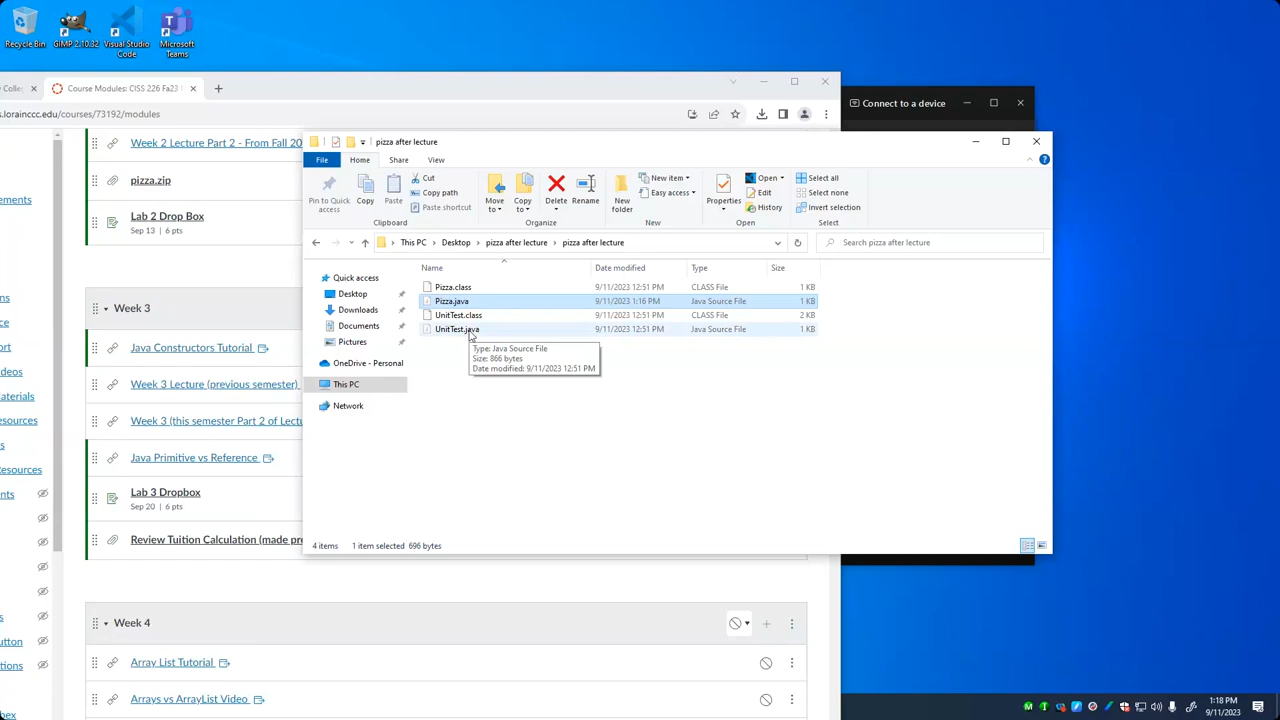 Recycle Bin
GIMP 2.10.32
Visual Studio
Code
Microsoft
Teams
Course Modules: CISS 226 Fa23
s.lorainccc.edu/courses/73192/modules
Connect to a device
Week 2 Lecture Part 2 - From Fall 20
pizza.zip
Lab 2 Drop Box
Sep 13 | 6 pts
Week 3
Java Constructors Tutorial
Week 3 Lecture (previous semester)
Week 3 (this semester Part 2 of Lectu
Java Primitive vs Reference
Lab 3 Dropbox
Sep 20 | 6 pts
Review Tuition Calculation (made pre
Week 4
Array List Tutorial
Arrays vs ArrayList Video
pizza after lecture
File
Home
Share
View
Pin to Quick
access
Copy
Paste
Cut
Copy path
Paste shortcut
Clipboard
Move
to
Copy
to
Delete
Rename
Organize
New
folder
New item
Easy access
New
Properties
Open
Edit
History
Open
Select all
Select none
Invert selection
Select
This PC
Desktop
pizza after lecture
pizza after lecture
Search pizza after lecture
Quick access
Desktop
Downloads
Documents
Pictures
OneDrive - Personal
This PC
Network
Name Date modified Type Size
Pizza.class 9/11/2023 12:51 PM CLASS File 1 KB
Pizza.java 9/11/2023 1:16 PM Java Source File 1 KB
UnitTest.class 9/11/2023 12:51 PM CLASS File 2 KB
UnitTest.java 9/11/2023 12:51 PM Java Source File 1 KB
Type: Java Source File
Size: 866 bytes
Date modified: 9/11/2023 12:51 PM
4 items 1 item selected 696 bytes
1:18 PM
9/11/2023